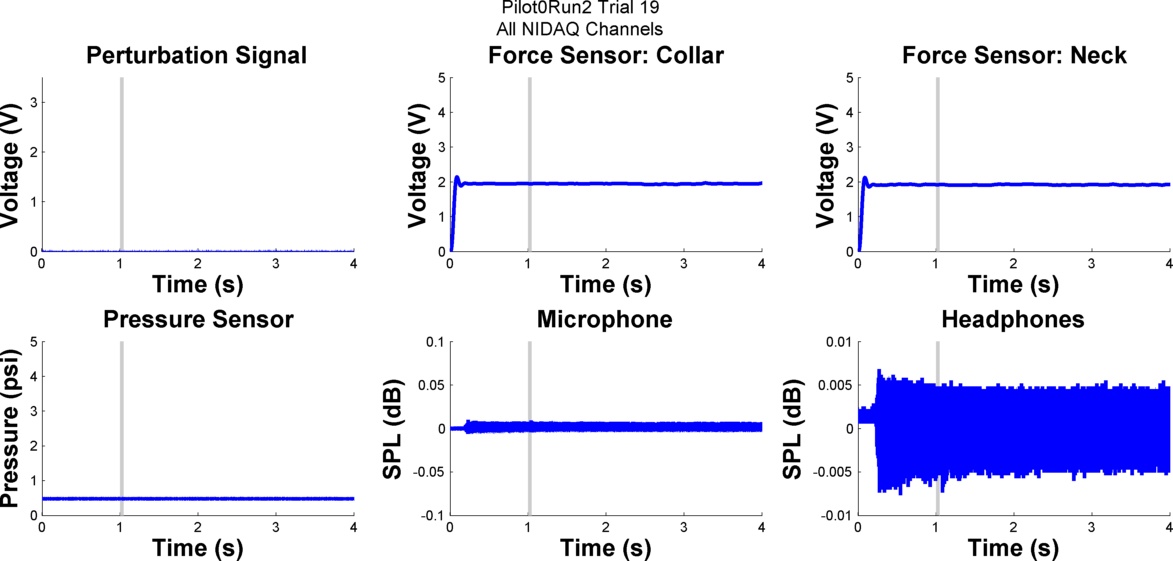 Pilot0Run2 Trial 19
All NIDAQ Channels
Perturbation Signal
Voltage (V)
3
2
1
0
0 1 2 3 4
Time (s)
Force Sensor: Collar
Voltage (V)
5
4
3
2
1
0
0 1 2 3 4
Time (s)
Force Sensor: Neck
Voltage (V)
5
4
3
2
1
0
0 1 2 3 4
Time (s)
Pressure Sensor
Pressure (psi)
5
4
3
2
1
0
0 1 2 3 4
Time (s)
Microphone
SPL (dB)
0.1
0.05
0
-0.05
-0.1
0 1 2 3 4
Time (s)
Headphones
SPL (dB)
0.01
0.005
0
-0.005
-0.01
0 1 2 3 4
Time (s)